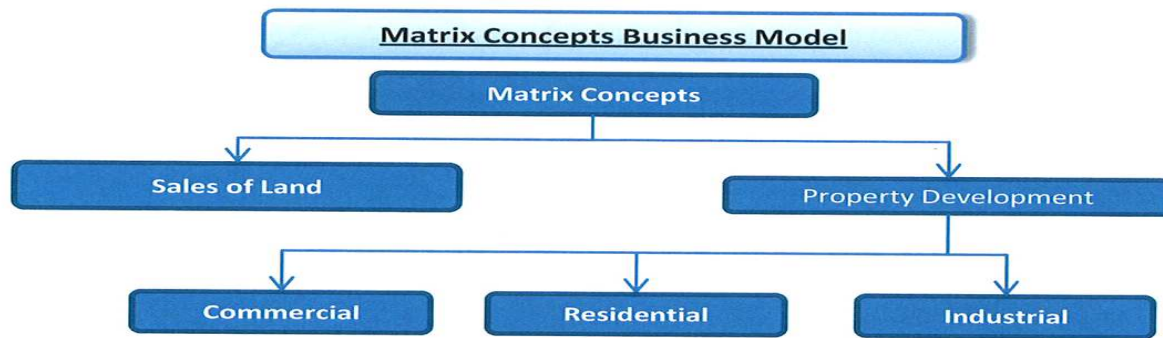 Matrix Concepts Business Model
Matrix Concepts
Sales of Land
Property Development
Commercial
Residential
Industrial